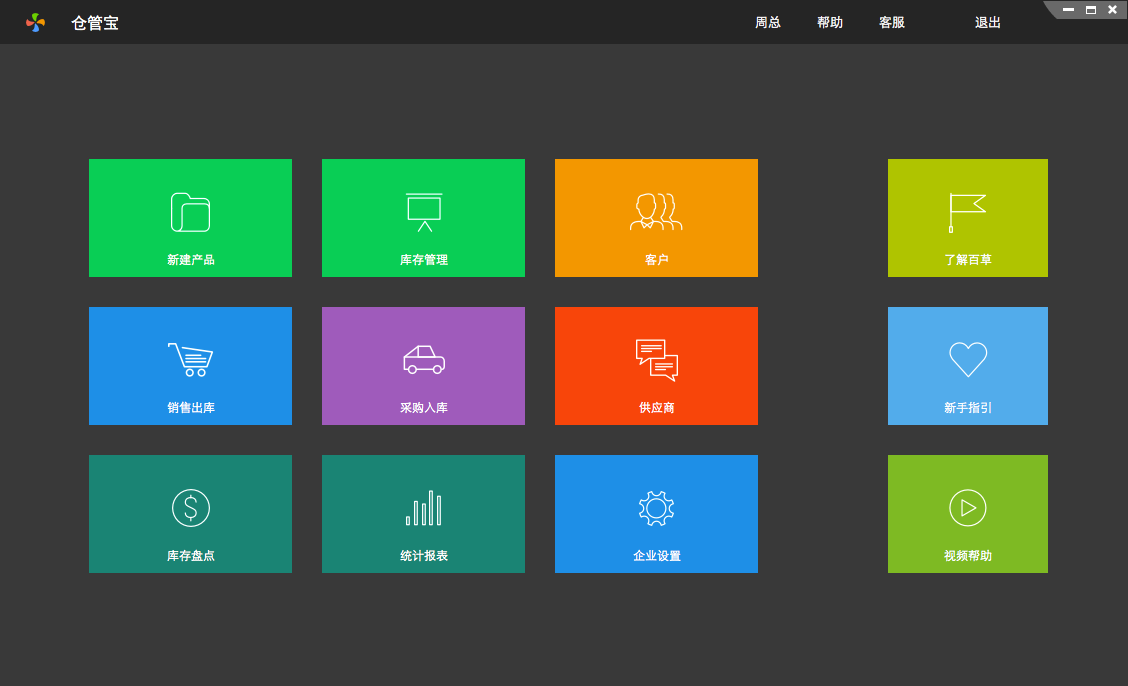 仓管宝
周总 帮助 客服 退出
新建产品 库存管理 客户 了解百草
销售出库 采购入库 供应商 新手指引
库存盘点 统计报表 企业设置 视频帮助